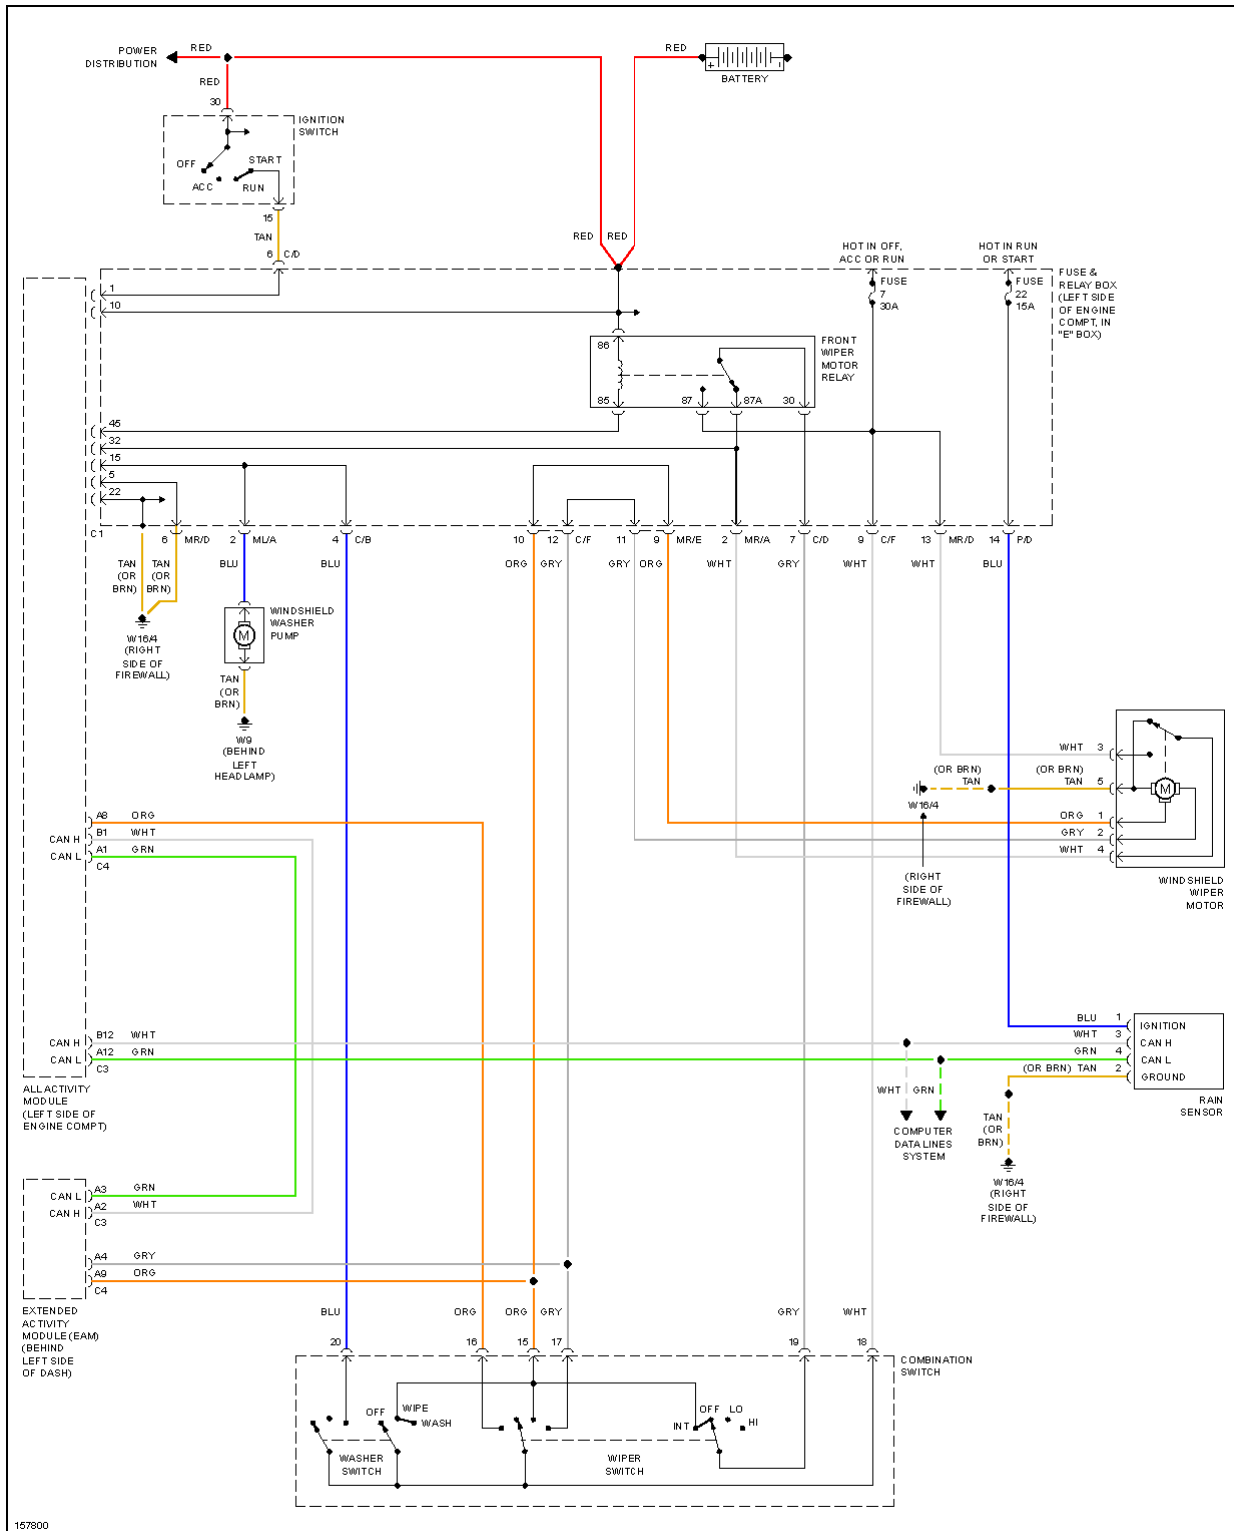 POWER
DISTRIBUTION
RED
RED
RED
BATTERY
+
-
30
IGNITION
SWITCH
OFF
START
ACC
RUN
15
TAN
6
C/D
RED
RED
HOT IN OFF,
ACC OR RUN
HOT IN RUN
OR START
FUSE
7
30A
FUSE
22
15A
FUSE &
RELAY BOX
(LEFT SIDE
OF ENGINE
COMPT, IN
"E" BOX)
1
10
86
85
87
87A
30
FRONT
WIPER
MOTOR
RELAY
45
32
15
5
22
C1
6
MR/D
2
ML/A
4
C/B
10
12
C/F
11
9
MR/E
2
MR/A
7
C/D
9
C/F
13
MR/D
14
P/D
TAN
(OR
BRN)
TAN
(OR
BRN)
BLU
BLU
ORG
GRY
GRY
ORG
WHT
GRY
WHT
WHT
BLU
W16/4
(RIGHT
SIDE OF
FIREWALL)
M
WINDSHIELD
WASHER
PUMP
TAN
(OR
BRN)
W9
(BEHIND
LEFT
HEADLAMP)
WHT 3
(OR BRN)
TAN
(OR BRN)
TAN 5
W16/4
(RIGHT
SIDE OF
FIREWALL)
ORG 1
GRY 2
WHT 4
M
WINDSHIELD
WIPER
MOTOR
A8 ORG
CAN H B1 WHT
CAN L A1 GRN
C4
CAN H B12 WHT
CAN L A12 GRN
C3
ALL ACTIVITY
MODULE
(LEFT SIDE OF
ENGINE COMPT)
BLU 1 IGNITION
WHT 3 CAN H
GRN 4 CAN L
(OR BRN) TAN 2 GROUND
RAIN
SENSOR
WHT
GRN
COMPUTER
DATA LINES
SYSTEM
TAN
(OR
BRN)
W16/4
(RIGHT
SIDE OF
FIREWALL)
CAN L A3 GRN
CAN H A2 WHT
C3
A4 GRY
A9 ORG
C4
EXTENDED
ACTIVITY
MODULE (EAM)
(BEHIND
LEFT SIDE
OF DASH)
BLU
ORG
ORG
GRY
GRY
WHT
20
16
15
17
19
18
COMBINATION
SWITCH
OFF
WIPE
WASH
WASHER
SWITCH
INT
OFF
LO
HI
WIPER
SWITCH
157800